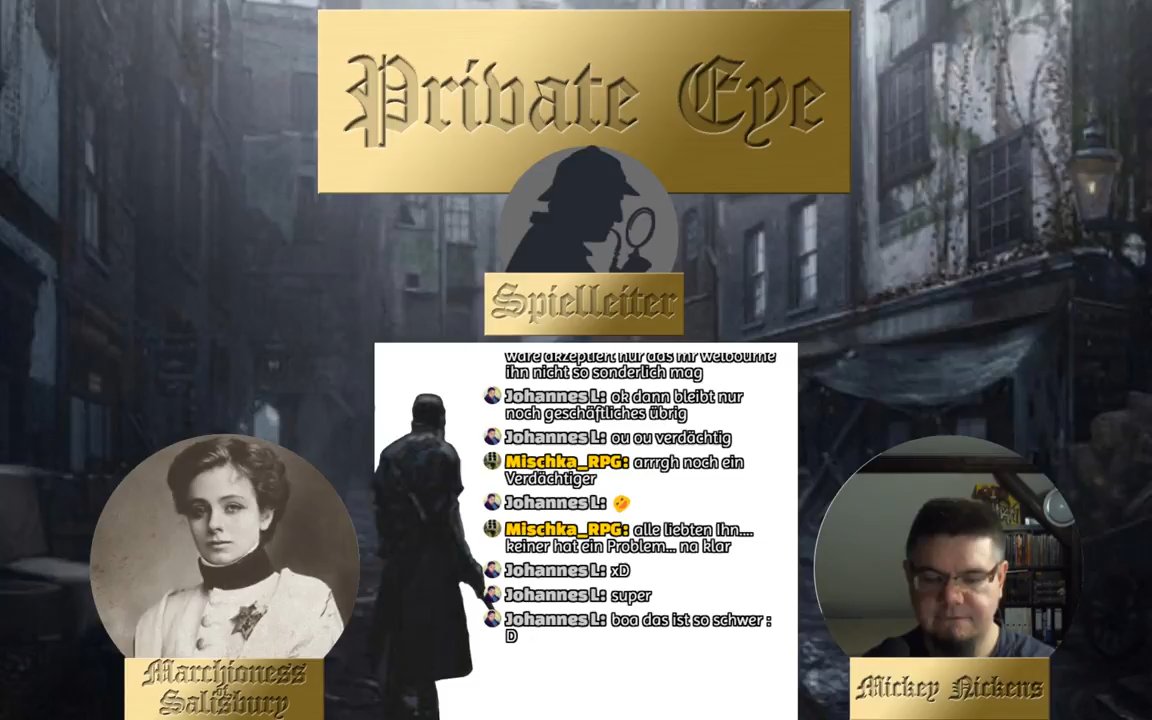 Private Eye
Spielleiter
wäre akzeptiert nur das mr welbourne
ihn nicht so sonderlich mag
Johannes L: ok dann bleibt nur
noch geschäftliches übrig
Johannes L: ou ou verdächtig
Mischka_RPG: arrrgh noch ein
Verdächtiger
Johannes L: 🤣
Mischka_RPG: alle liebten Ihn....
keiner hat ein Problem... na klar
Johannes L: xD
Johannes L: super
Johannes L: boa das ist so schwer :
D
Marchioness
of
Salisbury
Mickey Nickens